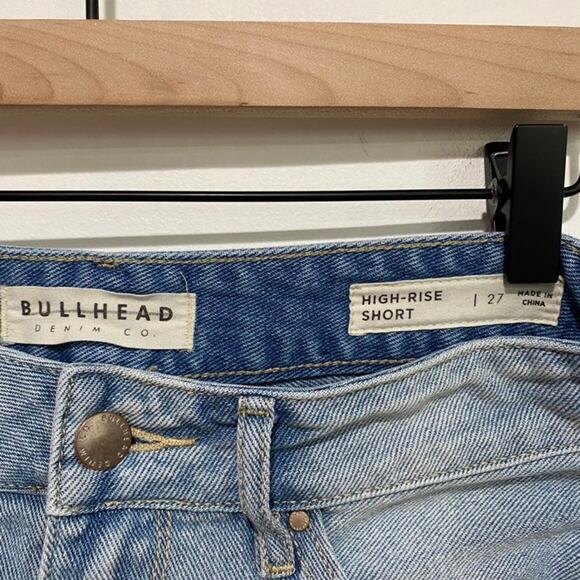 BULLHEAD
DENIM CO.
HIGH-RISE
SHORT
| 27
MADE IN
CHINA